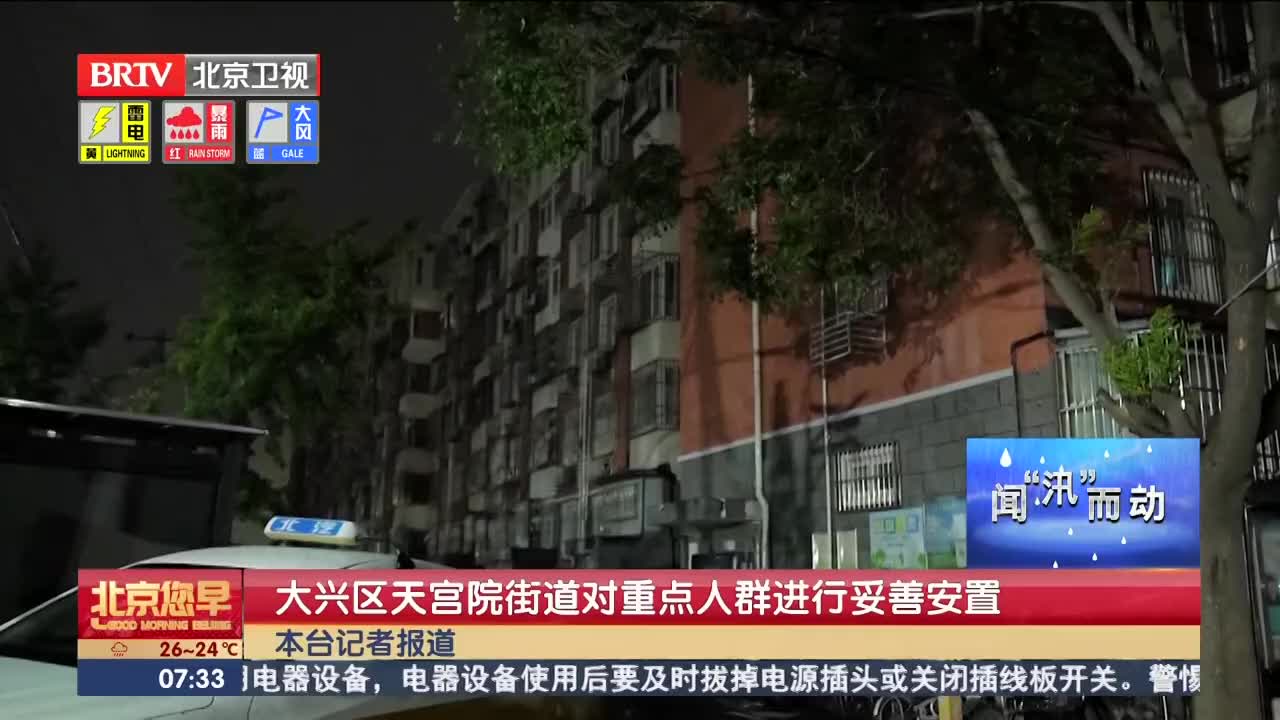 BRTV 北京卫视
雷电
黄 LIGHTNING
暴雨
红 RAIN STORM
大风
蓝 GALE
闻“汛”而动
北京您早
GOOD MORNING BEIJING
大兴区天宫院街道对重点人群进行妥善安置
本台记者报道
26~24℃
07:33
电器设备，电器设备使用后要及时拔掉电源插头或关闭插线板开关。警惕
北汽